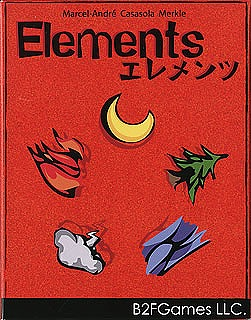 Marcel-André Casasola Merkle
Elements
エレメンツ
B2FGames LLC